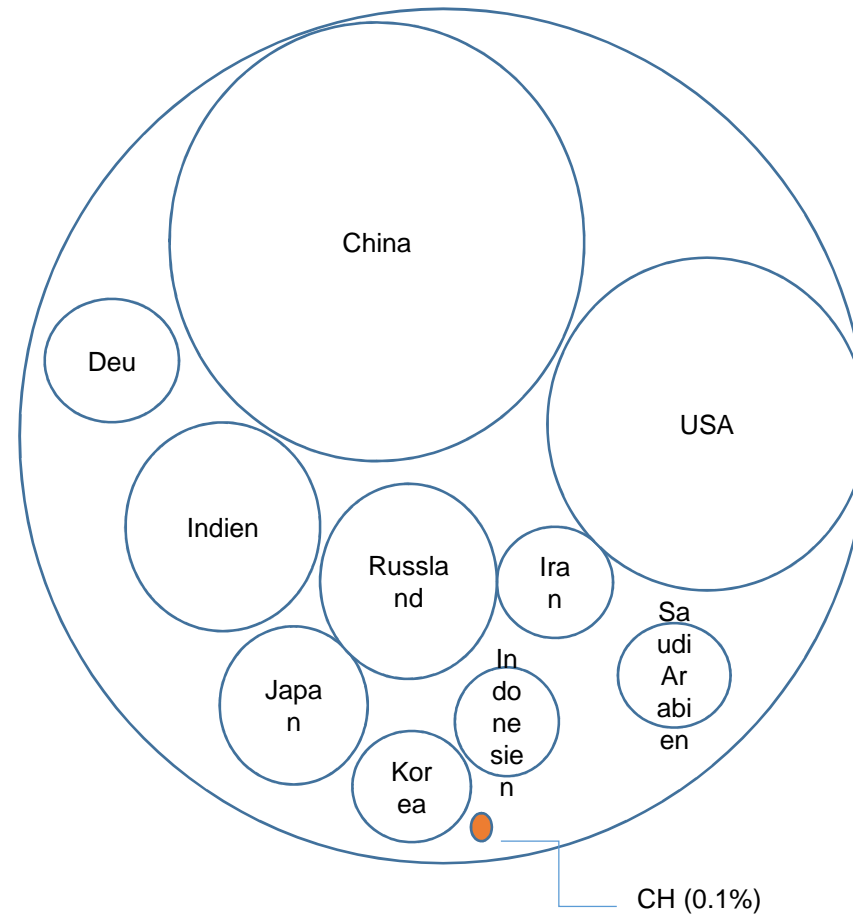 China
Deu
USA
Indien
Russla
nd
Ira
n
Sa
udi
Ar
abi
en
In
do
ne
sie
n
Japa
n
Kor
ea
CH (0.1%)